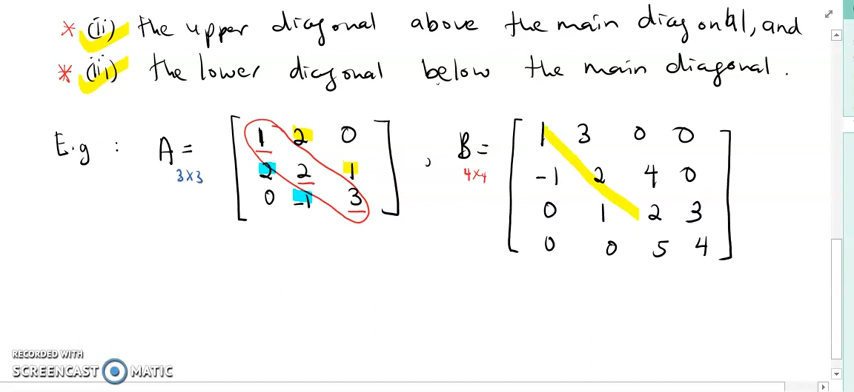 * (ii) the upper diagonal above the main diagonal, and
* (iii) the lower diagonal below the main diagonal.
E.g : A = [ 1 2 0 , B = [ 1 3 0 0
3x3 2 2 1 4x4 -1 2 4 0
0 -1 3 ] 0 1 2 3
0 0 5 4 ]
RECORDED WITH
SCREENCAST MATIC